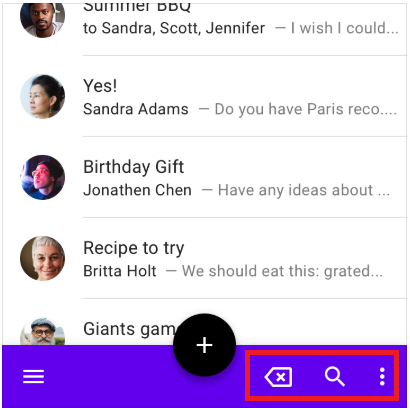 Summer BBQ
to Sandra, Scott, Jennifer — I wish I could...
Yes!
Sandra Adams — Do you have Paris reco....
Birthday Gift
Jonathen Chen — Have any ideas about ...
Recipe to try
Britta Holt — We should eat this: grated...
Giants gam